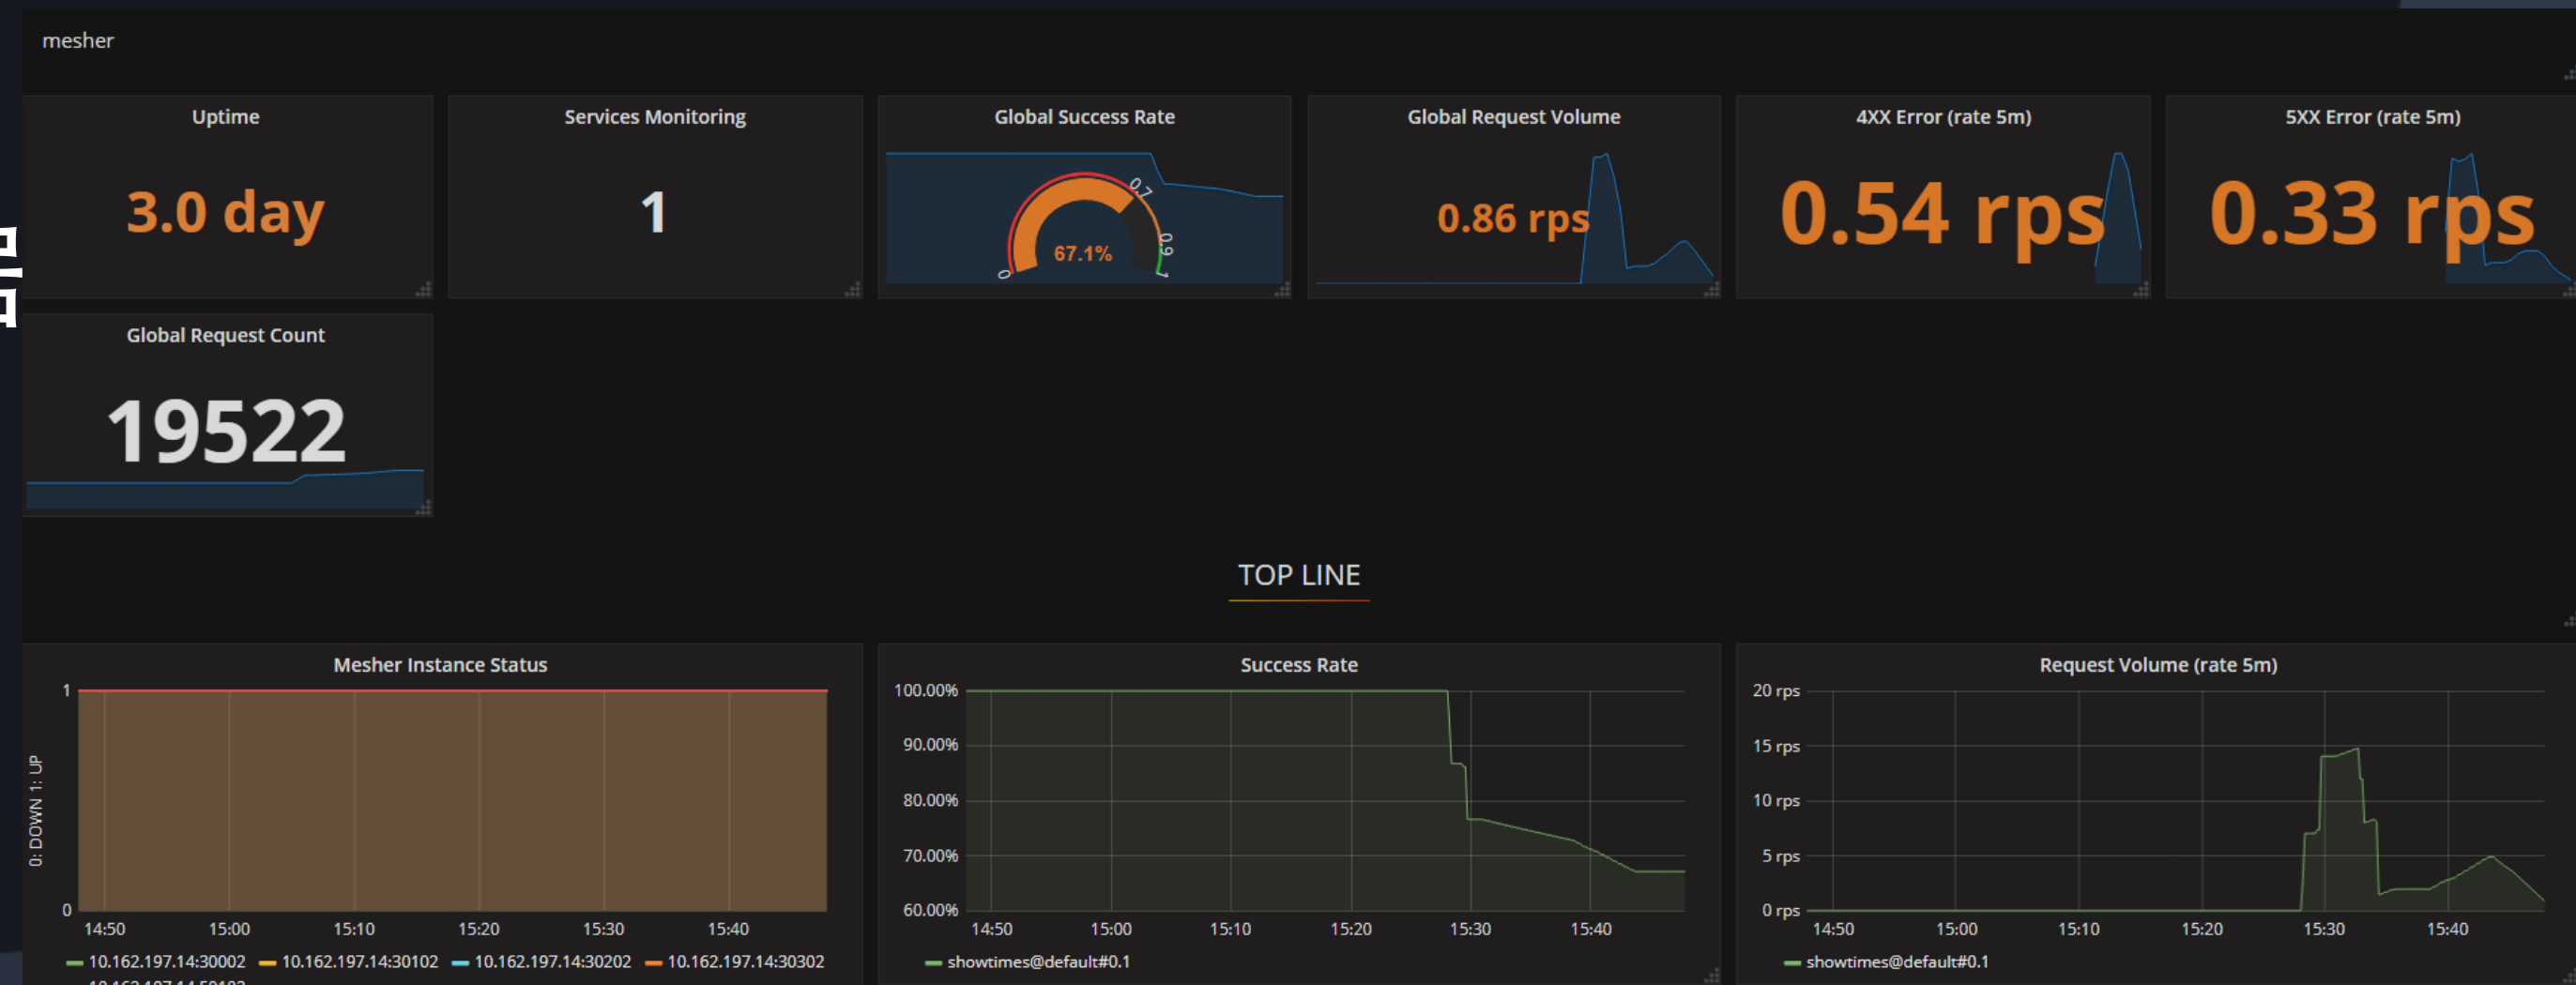 mesher
Uptime
3.0 day
Services Monitoring
1
Global Success Rate
0
0.7
0.9
1
67.1%
Global Request Volume
0.86 rps
4XX Error (rate 5m)
0.54 rps
5XX Error (rate 5m)
0.33 rps
Global Request Count
19522
TOP LINE
Mesher Instance Status
0: DOWN 1: UP
1
0
14:50 15:00 15:10 15:20 15:30 15:40
10.162.197.14:30002 10.162.197.14:30102 10.162.197.14:30202 10.162.197.14:30302
Success Rate
100.00%
90.00%
80.00%
70.00%
60.00%
14:50 15:00 15:10 15:20 15:30 15:40
showtimes@default#0.1
Request Volume (rate 5m)
20 rps
15 rps
10 rps
5 rps
0 rps
14:50 15:00 15:10 15:20 15:30 15:40
showtimes@default#0.1